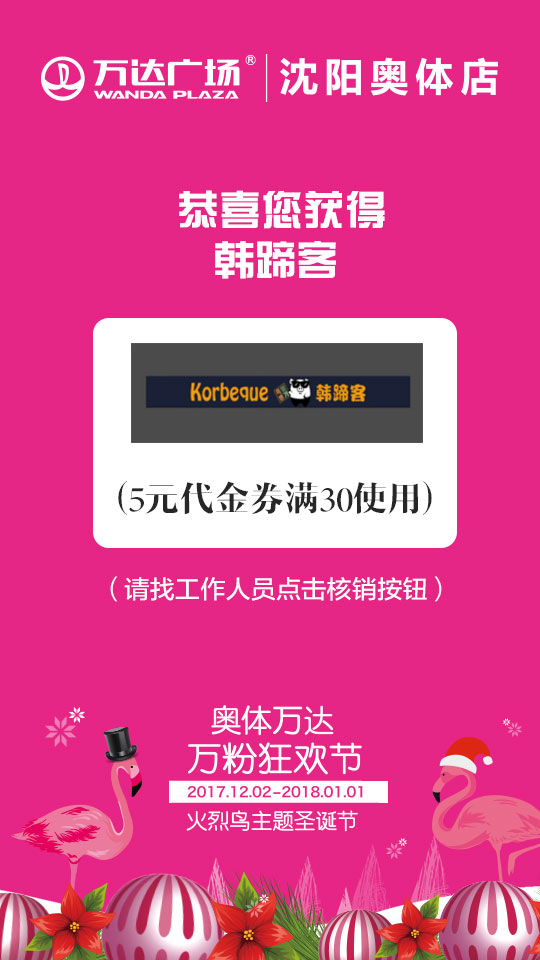 万达广场® 沈阳奥体店
WANDA PLAZA
恭喜您获得
韩蹄客
Korbeque 韩蹄客
(5元代金券满30使用)
(请找工作人员点击核销按钮)
奥体万达
万粉狂欢节
2017.12.02-2018.01.01
火烈鸟主题圣诞节